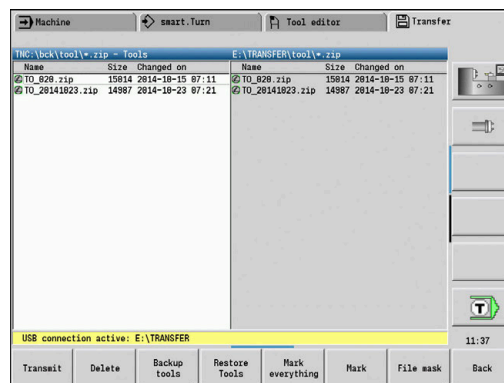 Machine smart.Turn Tool editor Transfer
TNC:\bck\tool\*.zip - Tools E:\TRANSFER\tool\*.zip
Name Size Changed on Name Size Changed on
TO_020.zip 15014 2014-10-15 07:11 TO_020.zip 15014 2014-10-15 07:11
TO_20141023.zip 14987 2014-10-23 07:21 TO_20141023.zip 14987 2014-10-23 07:21
T
USB connection active: E:\TRANSFER 11:37
Transmit Delete Backup tools Restore Tools Mark everything Mark File mask Back